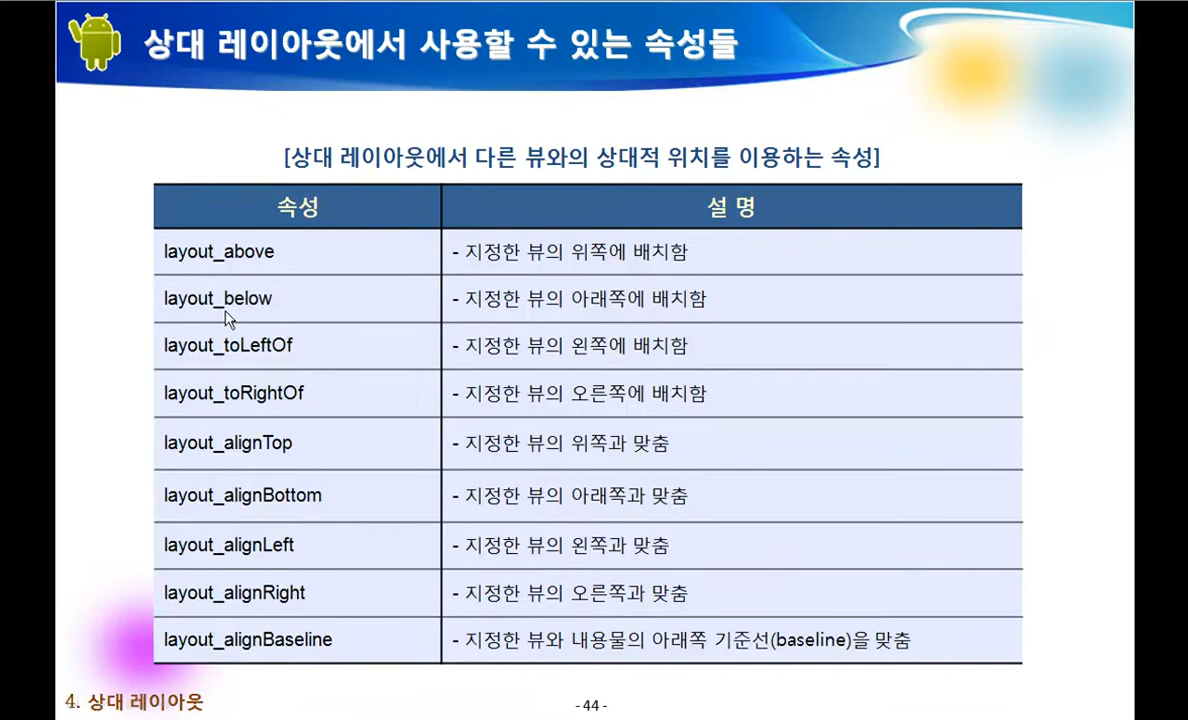 상대 레이아웃에서 사용할 수 있는 속성들
[상대 레이아웃에서 다른 뷰와의 상대적 위치를 이용하는 속성]
속성 설 명
layout_above - 지정한 뷰의 위쪽에 배치함
layout_below - 지정한 뷰의 아래쪽에 배치함
layout_toLeftOf - 지정한 뷰의 왼쪽에 배치함
layout_toRightOf - 지정한 뷰의 오른쪽에 배치함
layout_alignTop - 지정한 뷰의 위쪽과 맞춤
layout_alignBottom - 지정한 뷰의 아래쪽과 맞춤
layout_alignLeft - 지정한 뷰의 왼쪽과 맞춤
layout_alignRight - 지정한 뷰의 오른쪽과 맞춤
layout_alignBaseline - 지정한 뷰와 내용물의 아래쪽 기준선(baseline)을 맞춤
4. 상대 레이아웃
- 44 -